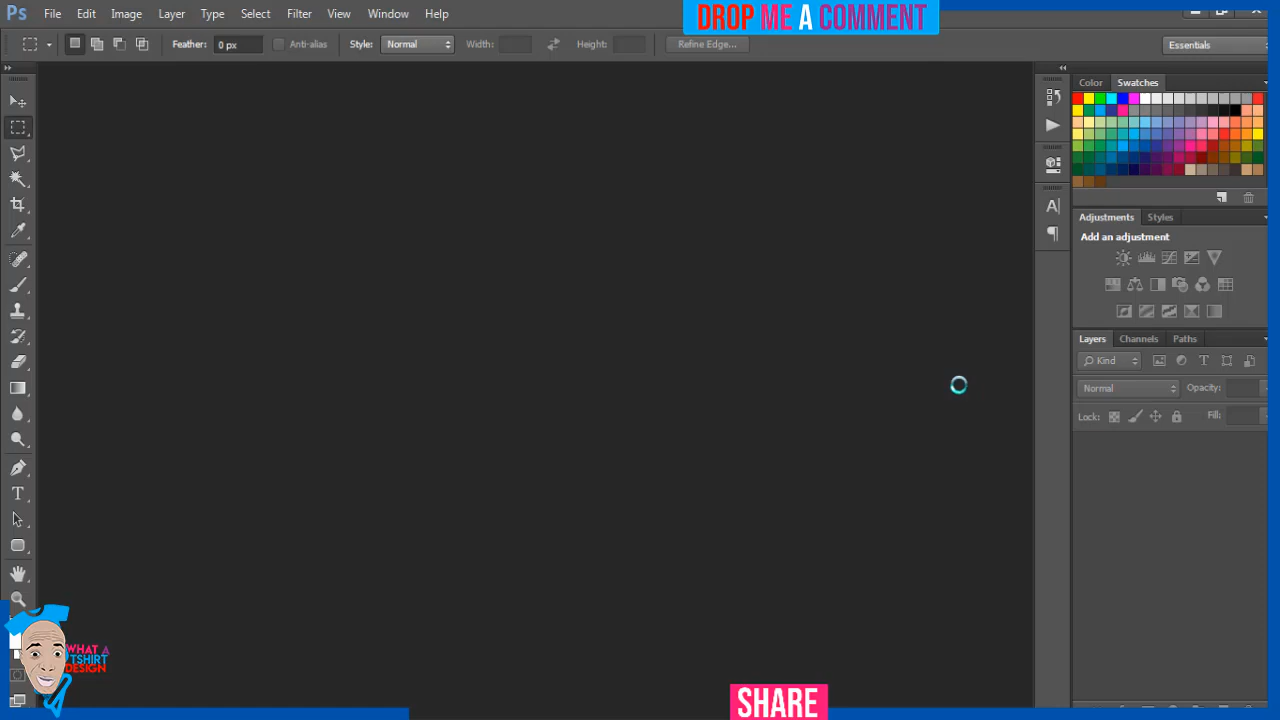 Ps File Edit Image Layer Type Select Filter View Window Help
DROP ME A COMMENT
Feather: 0 px Anti-alias Style: Normal Width: Height: Refine Edge... Essentials
Color Swatches
Adjustments Styles
Add an adjustment
Layers Channels Paths
Kind
Normal Opacity:
Lock: Fill:
WHAT A
TSHIRT
DESIGN
SHARE